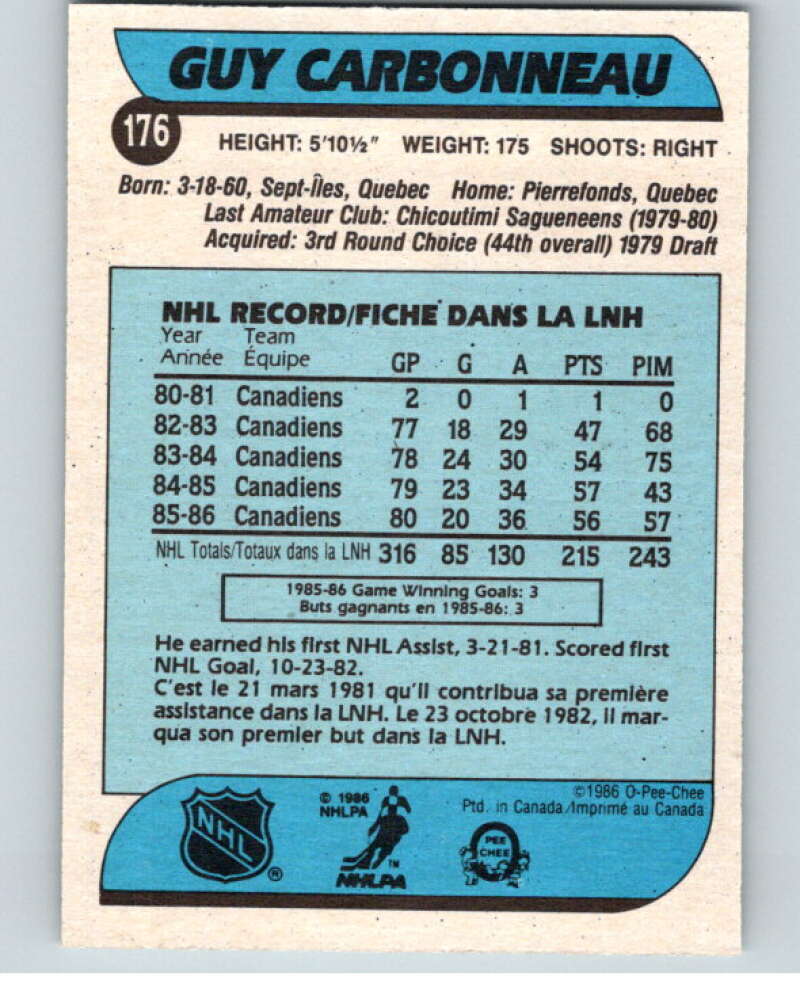 GUY CARBONNEAU
176
HEIGHT: 5'10½" WEIGHT: 175 SHOOTS: RIGHT
Born: 3-18-60, Sept-Îles, Quebec Home: Pierrefonds, Quebec
Last Amateur Club: Chicoutimi Sagueneens (1979-80)
Acquired: 3rd Round Choice (44th overall) 1979 Draft
NHL RECORD/FICHE DANS LA LNH
Year Team
Année Équipe GP G A PTS PIM
80-81 Canadiens 2 0 1 1 0
82-83 Canadiens 77 18 29 47 68
83-84 Canadiens 78 24 30 54 75
84-85 Canadiens 79 23 34 57 43
85-86 Canadiens 80 20 36 56 57
NHL Totals/Totaux dans la LNH 316 85 130 215 243
1985-86 Game Winning Goals: 3
Buts gagnants en 1985-86: 3
He earned his first NHL Assist, 3-21-81. Scored first
NHL Goal, 10-23-82.
C'est le 21 mars 1981 qu'il contribua sa première
assistance dans la LNH. Le 23 octobre 1982, il mar-
qua son premier but dans la LNH.
©1986 O-Pee-Chee
Ptd. in Canada/Imprimé au Canada
© 1986
NHLPA
NHL
®
™
NHLPA
PEE
CHEE